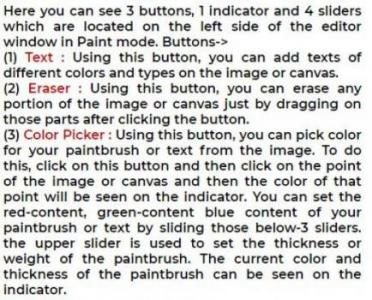 Here you can see 3 buttons, 1 indicator and 4 sliders
which are located on the left side of the editor
window in Paint mode. Buttons->
(1) Text : Using this button, you can add texts of
different colors and types on the image or canvas.
(2) Eraser : Using this button, you can erase any
portion of the image or canvas just by dragging on
those parts after clicking the button.
(3) Color Picker : Using this button, you can pick color
for your paintbrush or text from the image. To do
this, click on this button and then click on the point
of the image or canvas and then the color of that
point will be seen on the indicator. You can set the
red-content, green-content blue content of your
paintbrush or text by sliding those below-3 sliders.
the upper slider is used to set the thickness or
weight of the paintbrush. The current color and
thickness of the paintbrush can be seen on the
indicator.